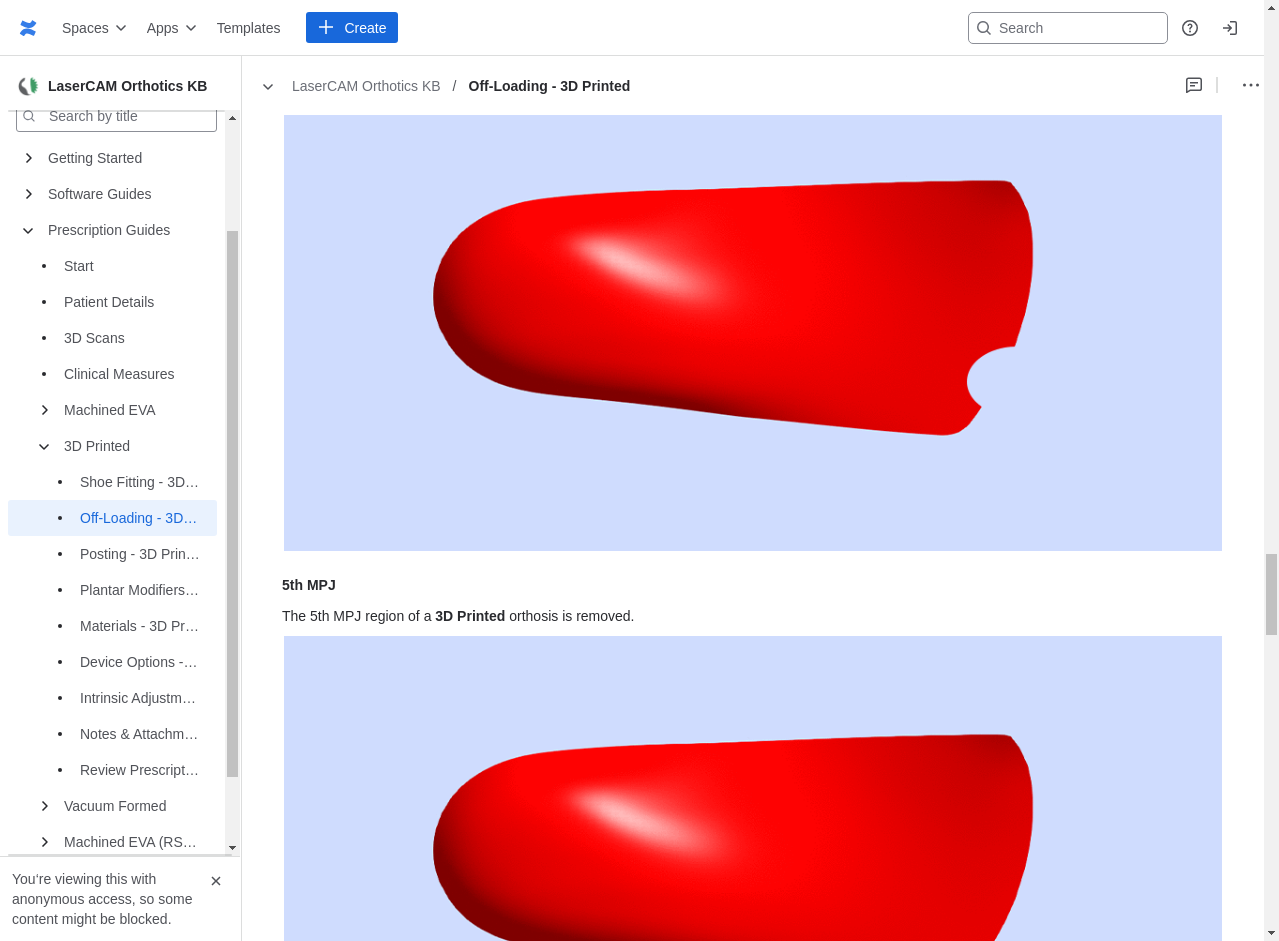 Spaces
Apps
Templates
Create
Search
LaserCAM Orthotics KB
LaserCAM Orthotics KB / Off-Loading - 3D Printed
Search by title
Getting Started
Software Guides
Prescription Guides
Start
Patient Details
3D Scans
Clinical Measures
Machined EVA
3D Printed
Shoe Fitting - 3D…
Off-Loading - 3D…
Posting - 3D Prin…
Plantar Modifiers…
Materials - 3D Pr…
Device Options -…
Intrinsic Adjustm…
Notes & Attachm…
Review Prescript…
Vacuum Formed
Machined EVA (RS…
You‘re viewing this with
anonymous access, so some
content might be blocked.
5th MPJ
The 5th MPJ region of a 3D Printed orthosis is removed.